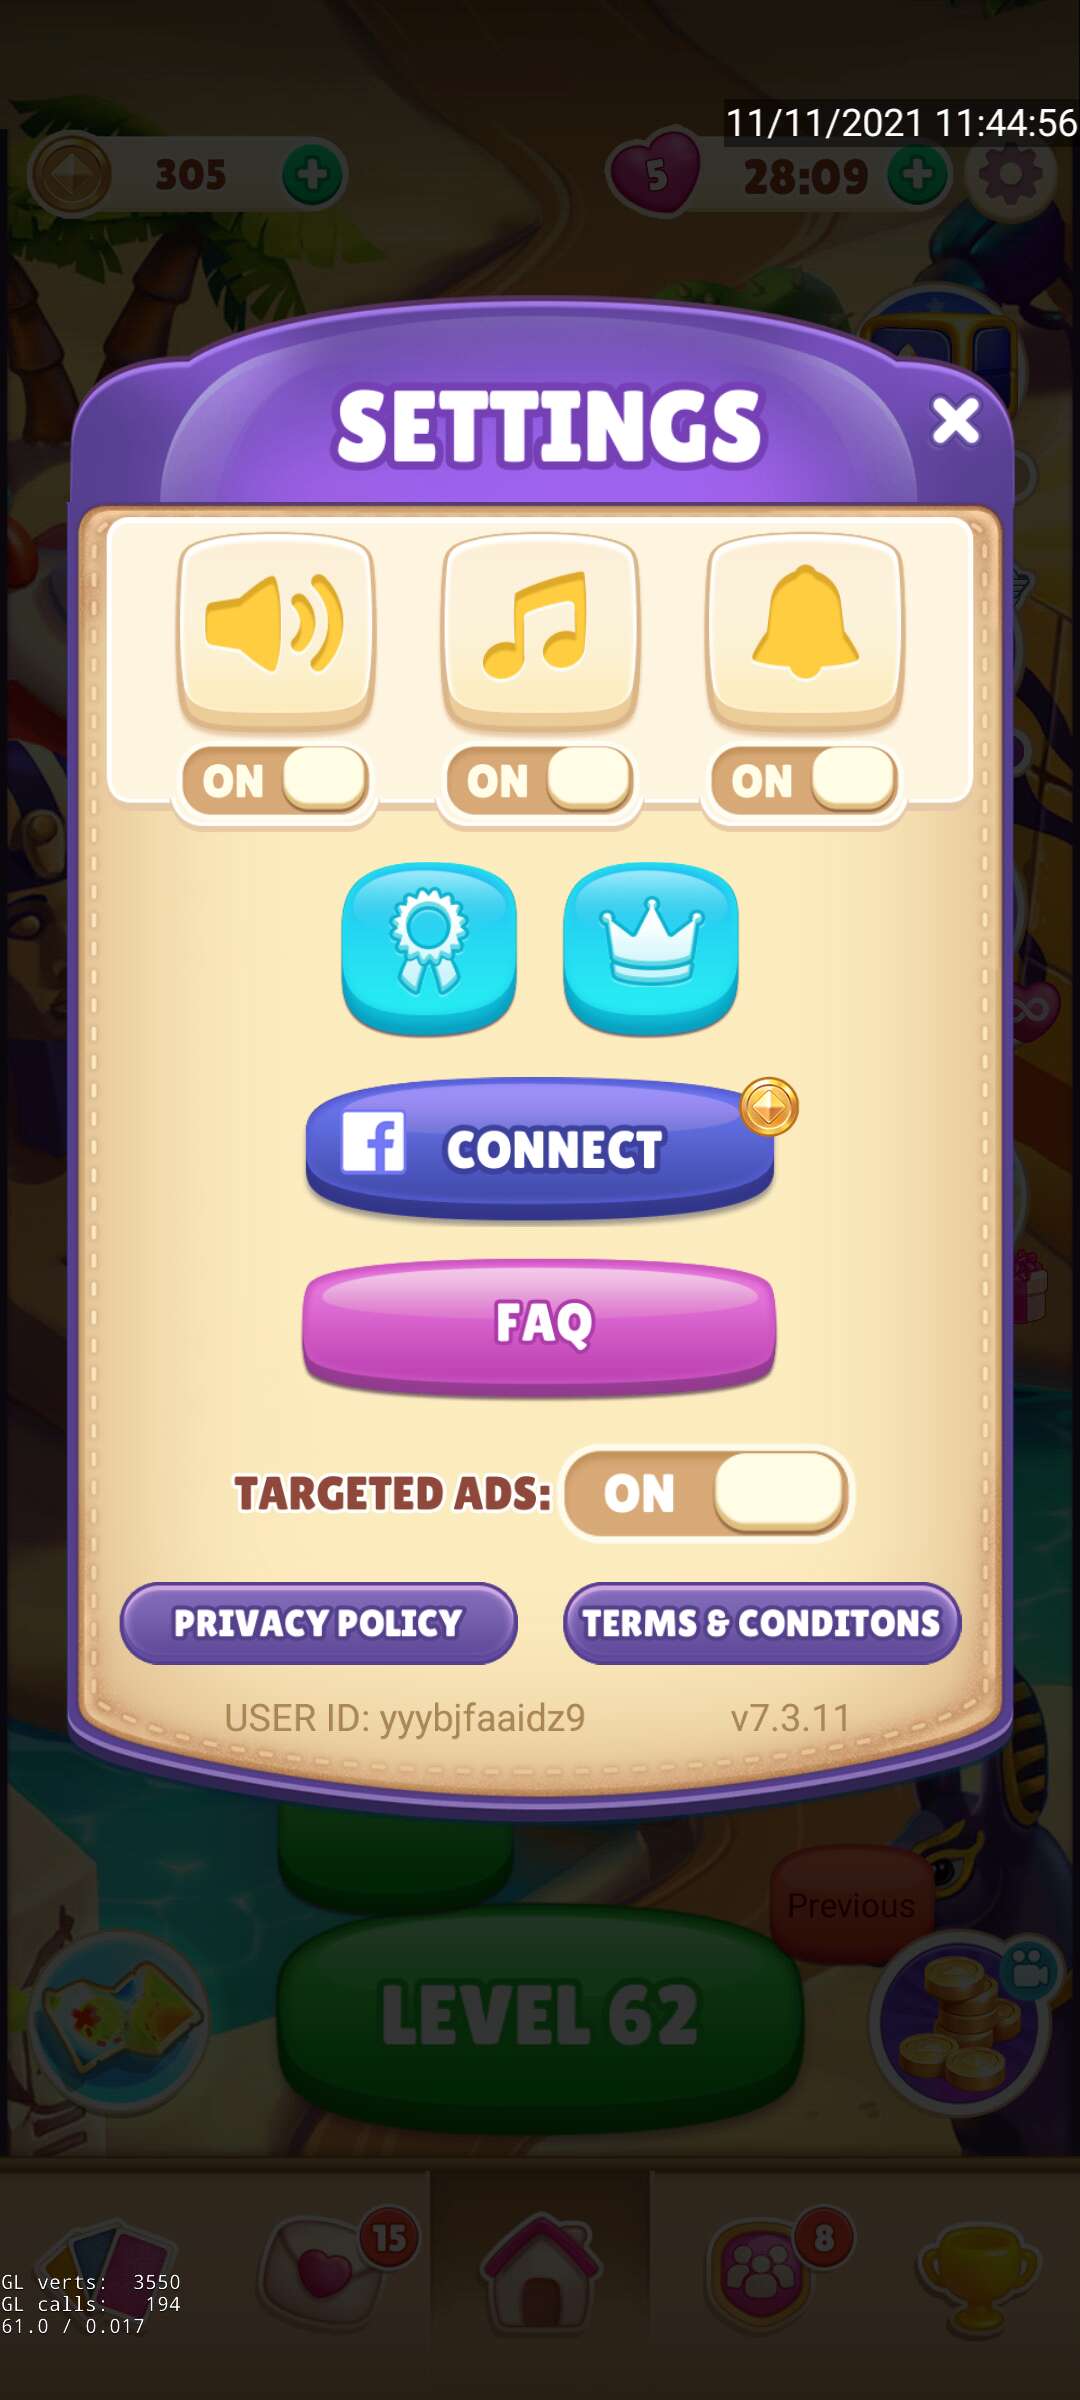 11/11/2021 11:44:56
305
5
28:09
SETTINGS
ON
ON
ON
CONNECT
FAQ
TARGETED ADS:
ON
PRIVACY POLICY
TERMS & CONDITONS
USER ID: yyybjfaaidz9
v7.3.11
Previous
LEVEL 62
15
8
GL verts: 3550
GL calls: 194
61.0 / 0.017